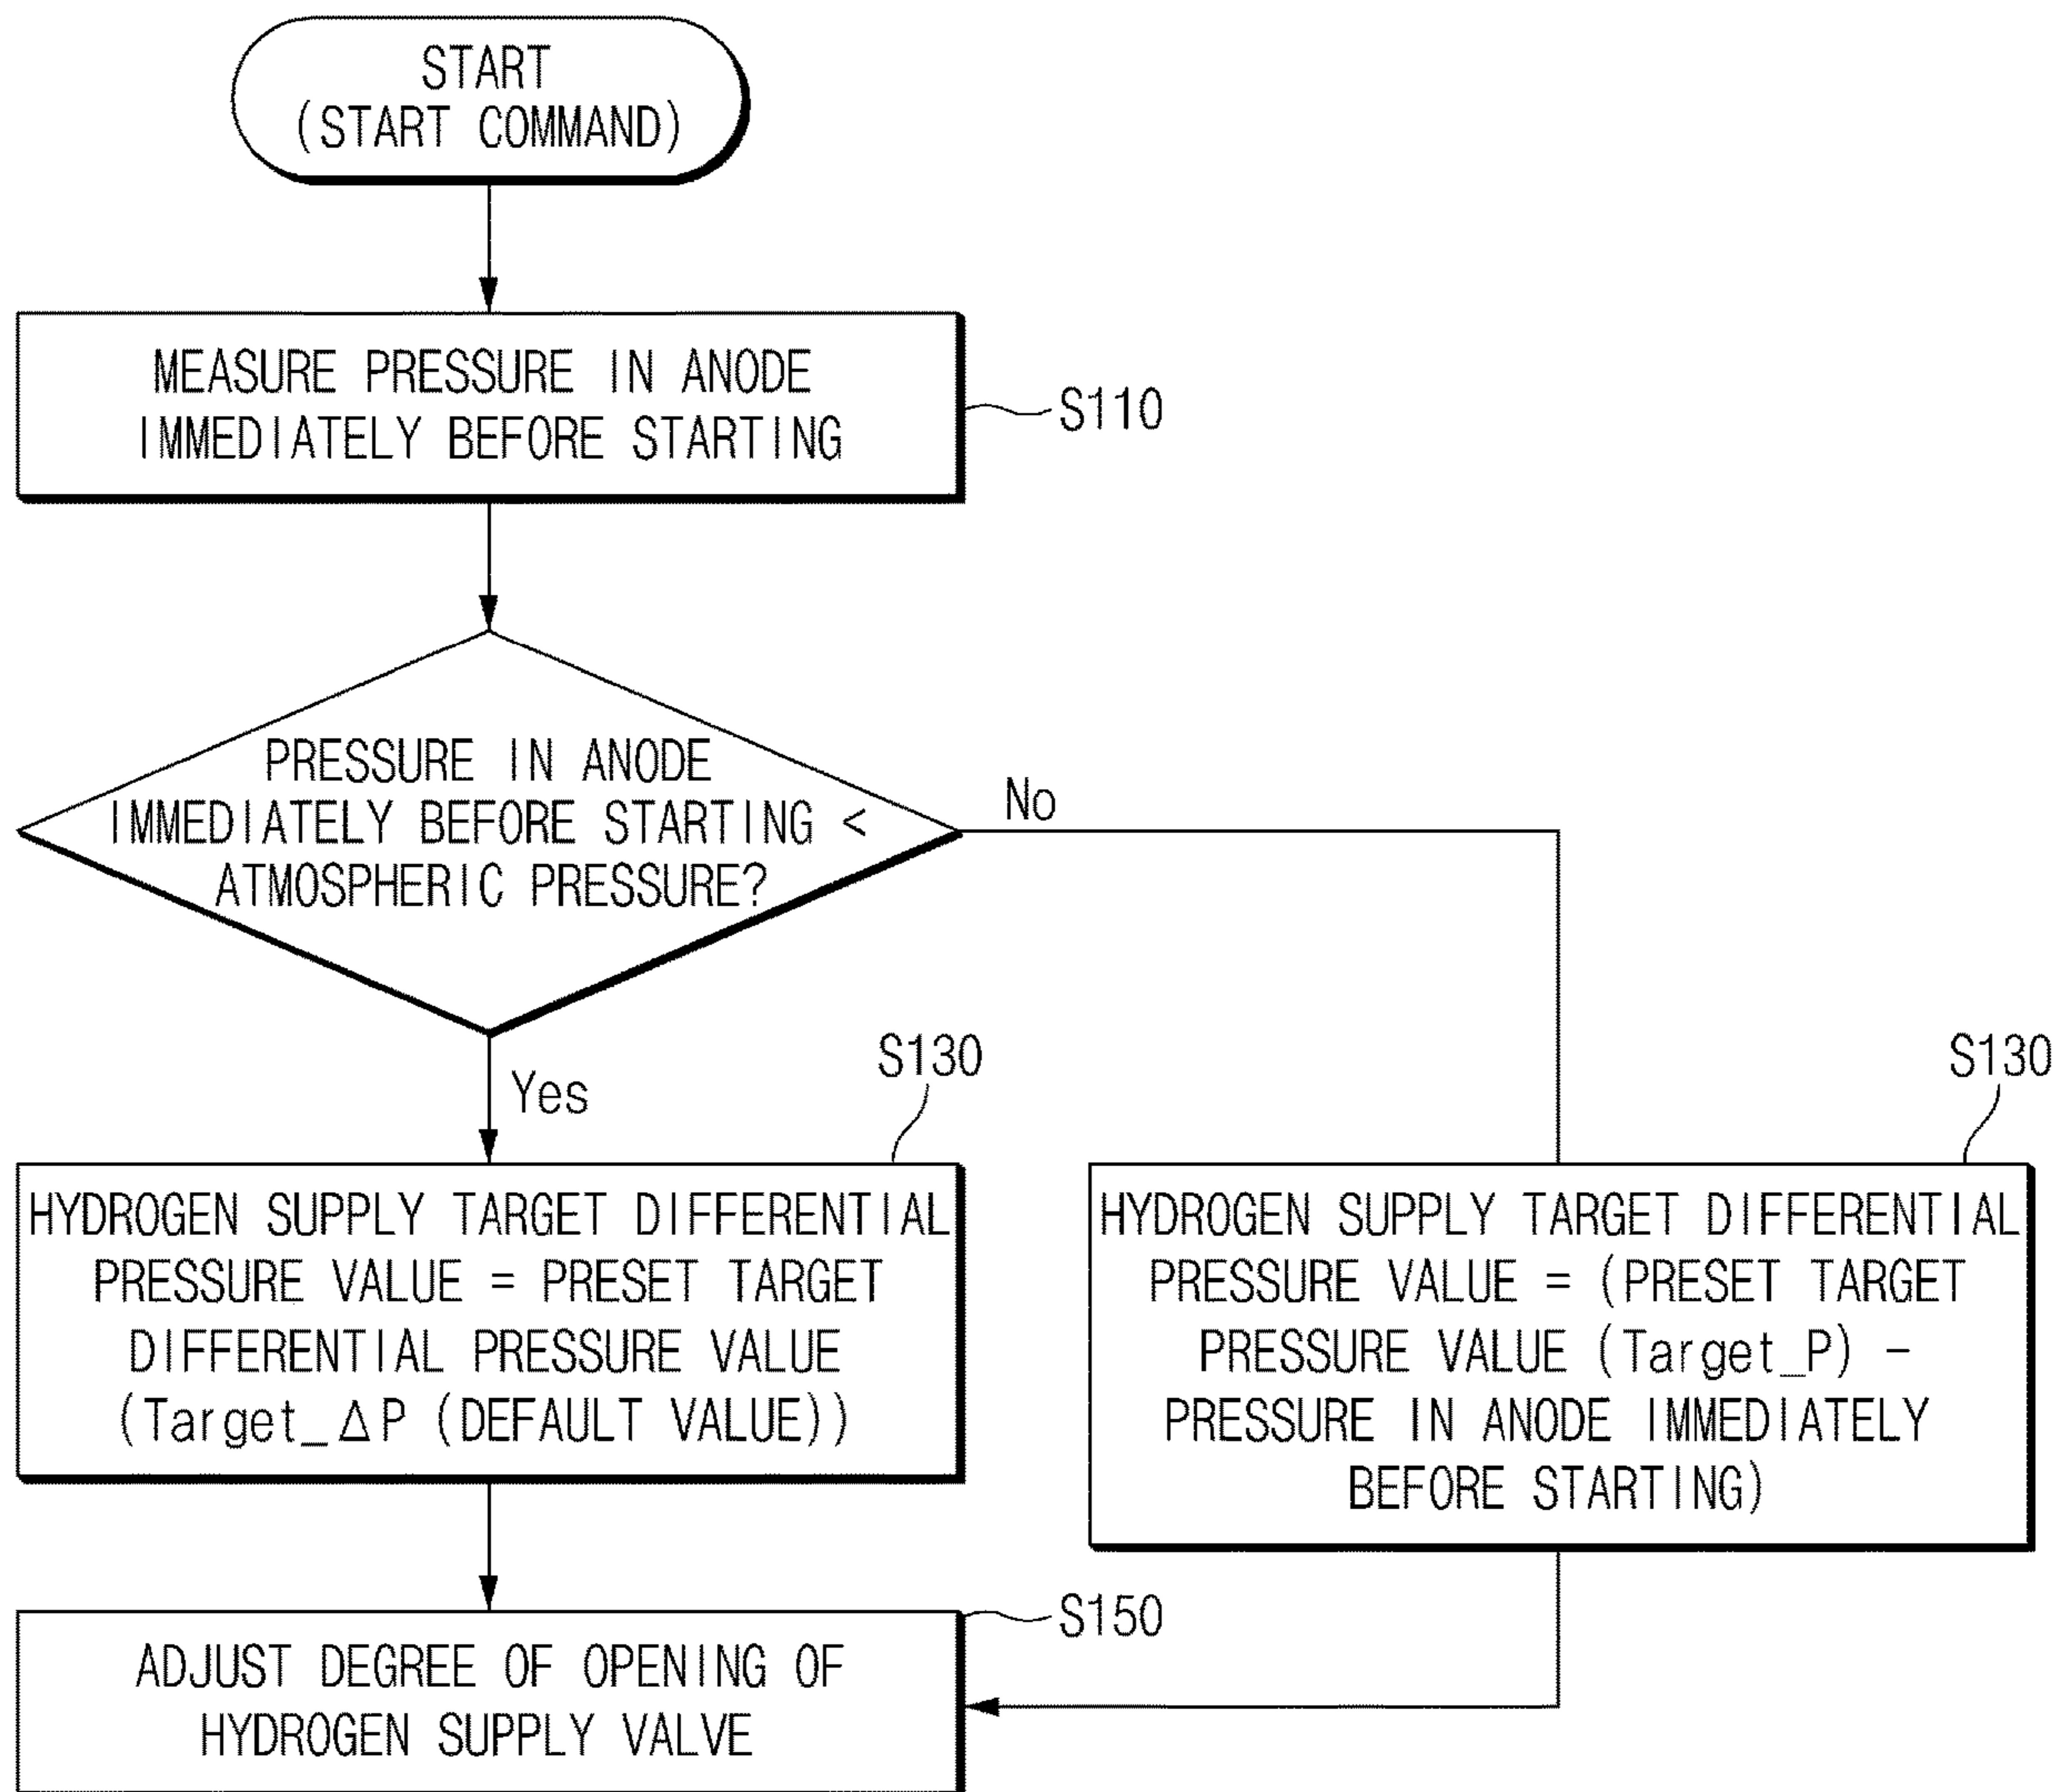 START
(START COMMAND)
MEASURE PRESSURE IN ANODE
IMMEDIATELY BEFORE STARTING
S110
PRESSURE IN ANODE
IMMEDIATELY BEFORE STARTING <
ATMOSPHERIC PRESSURE?
No
Yes
S130
HYDROGEN SUPPLY TARGET DIFFERENTIAL
PRESSURE VALUE = PRESET TARGET
DIFFERENTIAL PRESSURE VALUE
(Target_ΔP (DEFAULT VALUE))
S130
HYDROGEN SUPPLY TARGET DIFFERENTIAL
PRESSURE VALUE = (PRESET TARGET
PRESSURE VALUE (Target_P) -
PRESSURE IN ANODE IMMEDIATELY
BEFORE STARTING)
S150
ADJUST DEGREE OF OPENING OF
HYDROGEN SUPPLY VALVE